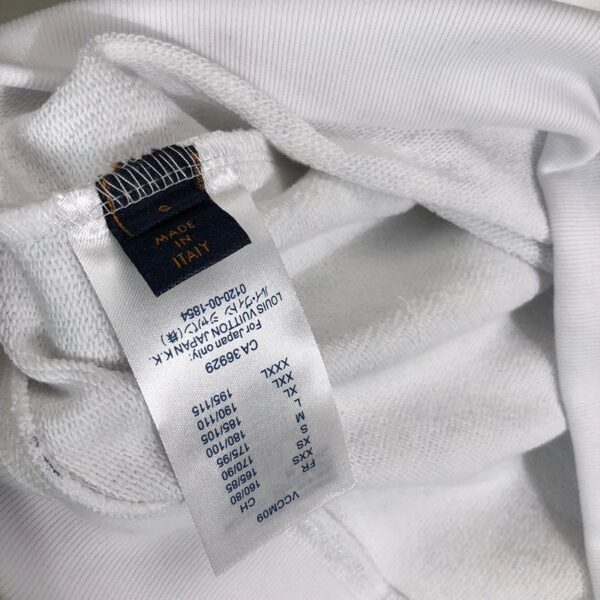 MADE
IN
ITALY
VCCM09
FR CH
XXS 160/80
XS 165/85
S 170/90
M 175/95
L 180/100
XL 185/105
XXL 190/110
XXXL 195/115
CA 36929
For Japan only:
LOUIS VUITTON JAPAN K.K.
ルイ・ヴィトン ジャパン(株)
0120-00-1854